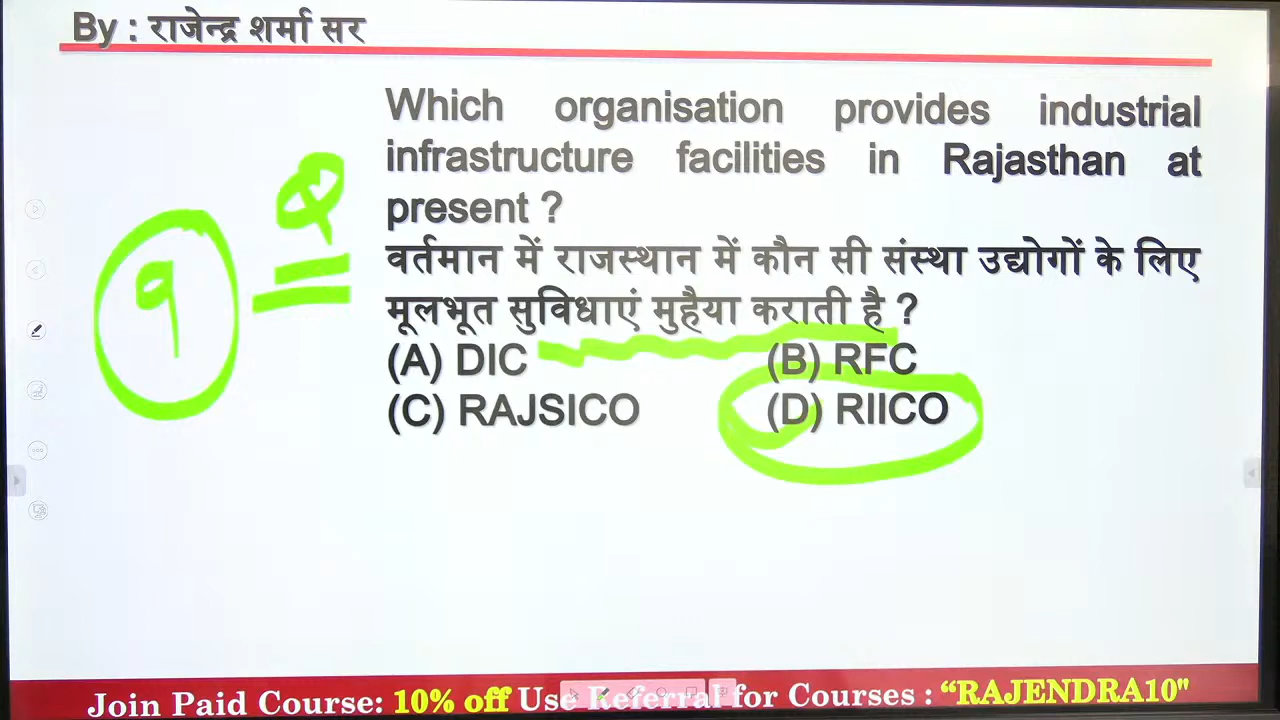 By : राजेन्द्र शर्मा सर
Which organisation provides industrial
infrastructure facilities in Rajasthan at
present ?
वर्तमान में राजस्थान में कौन सी संस्था उद्योगों के लिए
मूलभूत सुविधाएं मुहैया कराती है ?
(A) DIC (B) RFC
(C) RAJSICO (D) RIICO
Join Paid Course: 10% off Use Referral for Courses : “RAJENDRA10"